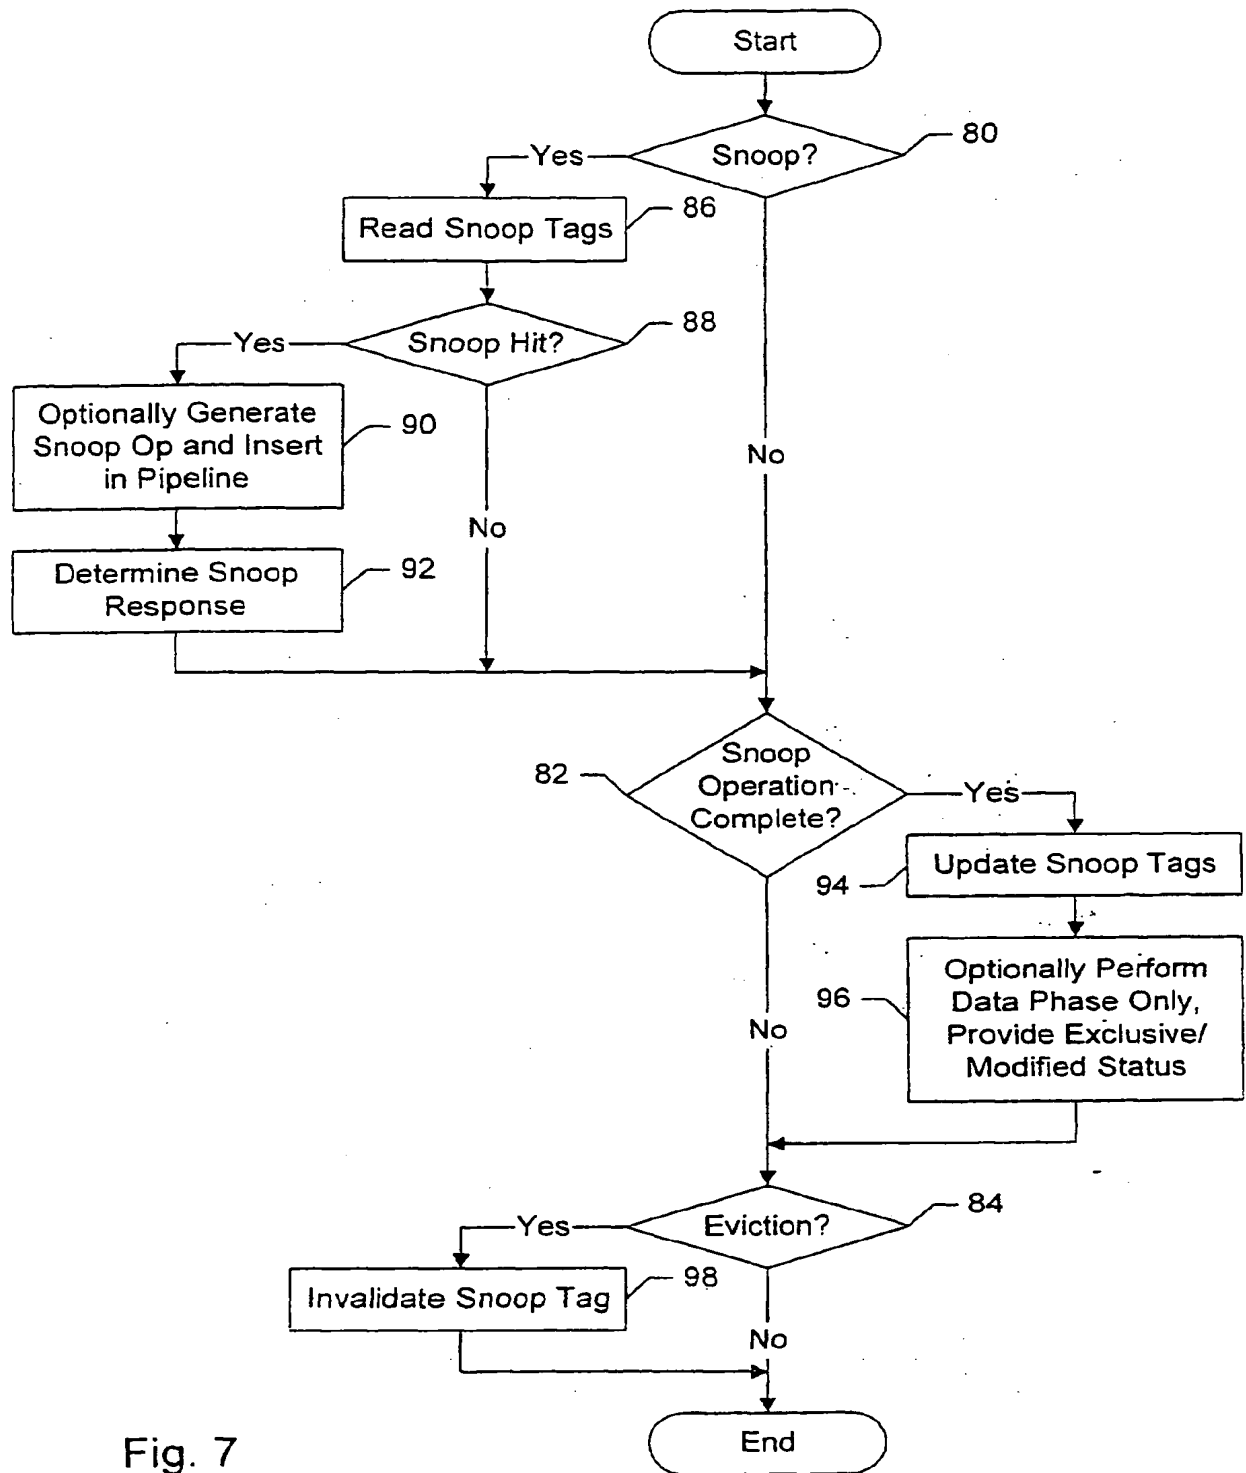 Start
Snoop?
80
Yes
Read Snoop Tags
86
Snoop Hit?
88
Yes
No
Optionally Generate
Snoop Op and Insert
in Pipeline
90
No
Determine Snoop
Response
92
Snoop
Operation
Complete?
82
Yes
Update Snoop Tags
94
Optionally Perform
Data Phase Only,
Provide Exclusive/
Modified Status
96
No
Eviction?
84
Yes
Invalidate Snoop Tag
98
No
End
Fig. 7